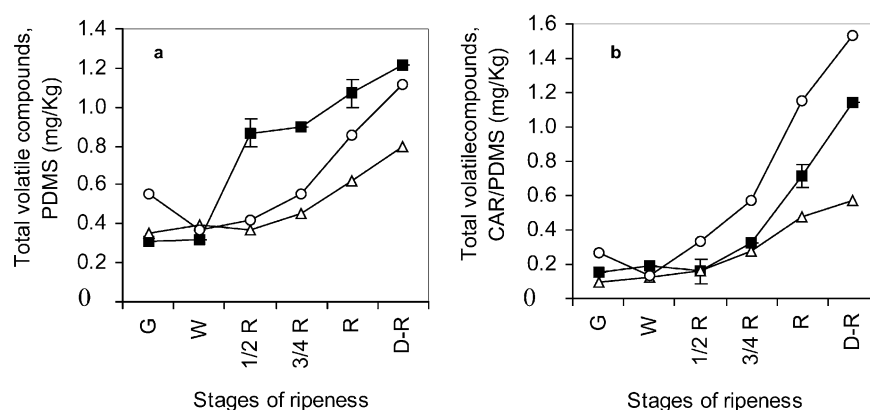 Total volatile compounds,
PDMS (mg/Kg)
1.4
1.2
1.0
0.8
0.6
0.4
0.2
0
a
G
W
1/2 R
3/4 R
R
D-R
Stages of ripeness
Total volatilecompounds,
CAR/PDMS (mg/Kg)
1.6
1.4
1.2
1.0
0.8
0.6
0.4
0.2
0
b
G
W
1/2 R
3/4 R
R
D-R
Stages of ripeness